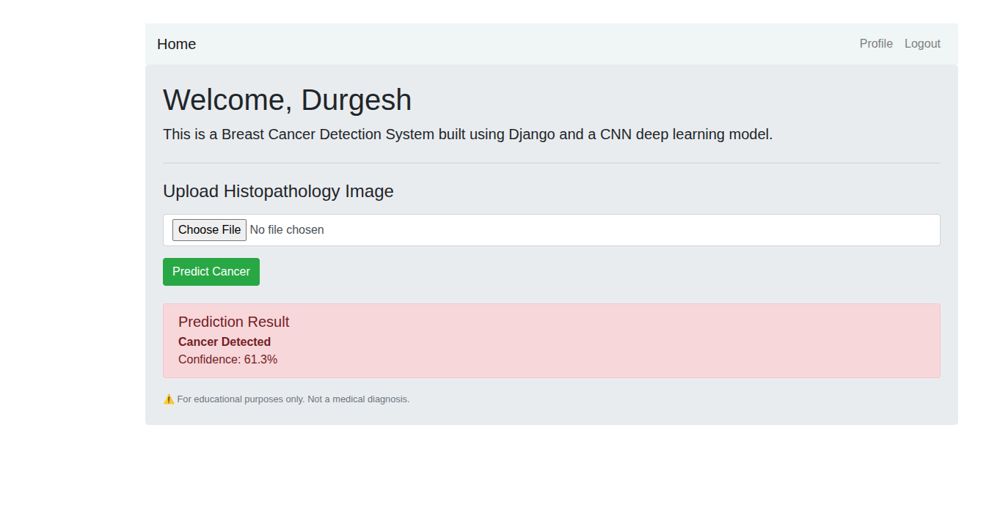 Home Profile Logout
Welcome, Durgesh
This is a Breast Cancer Detection System built using Django and a CNN deep learning model.
Upload Histopathology Image
Choose File No file chosen
Predict Cancer
Prediction Result
Cancer Detected
Confidence: 61.3%
⚠️ For educational purposes only. Not a medical diagnosis.